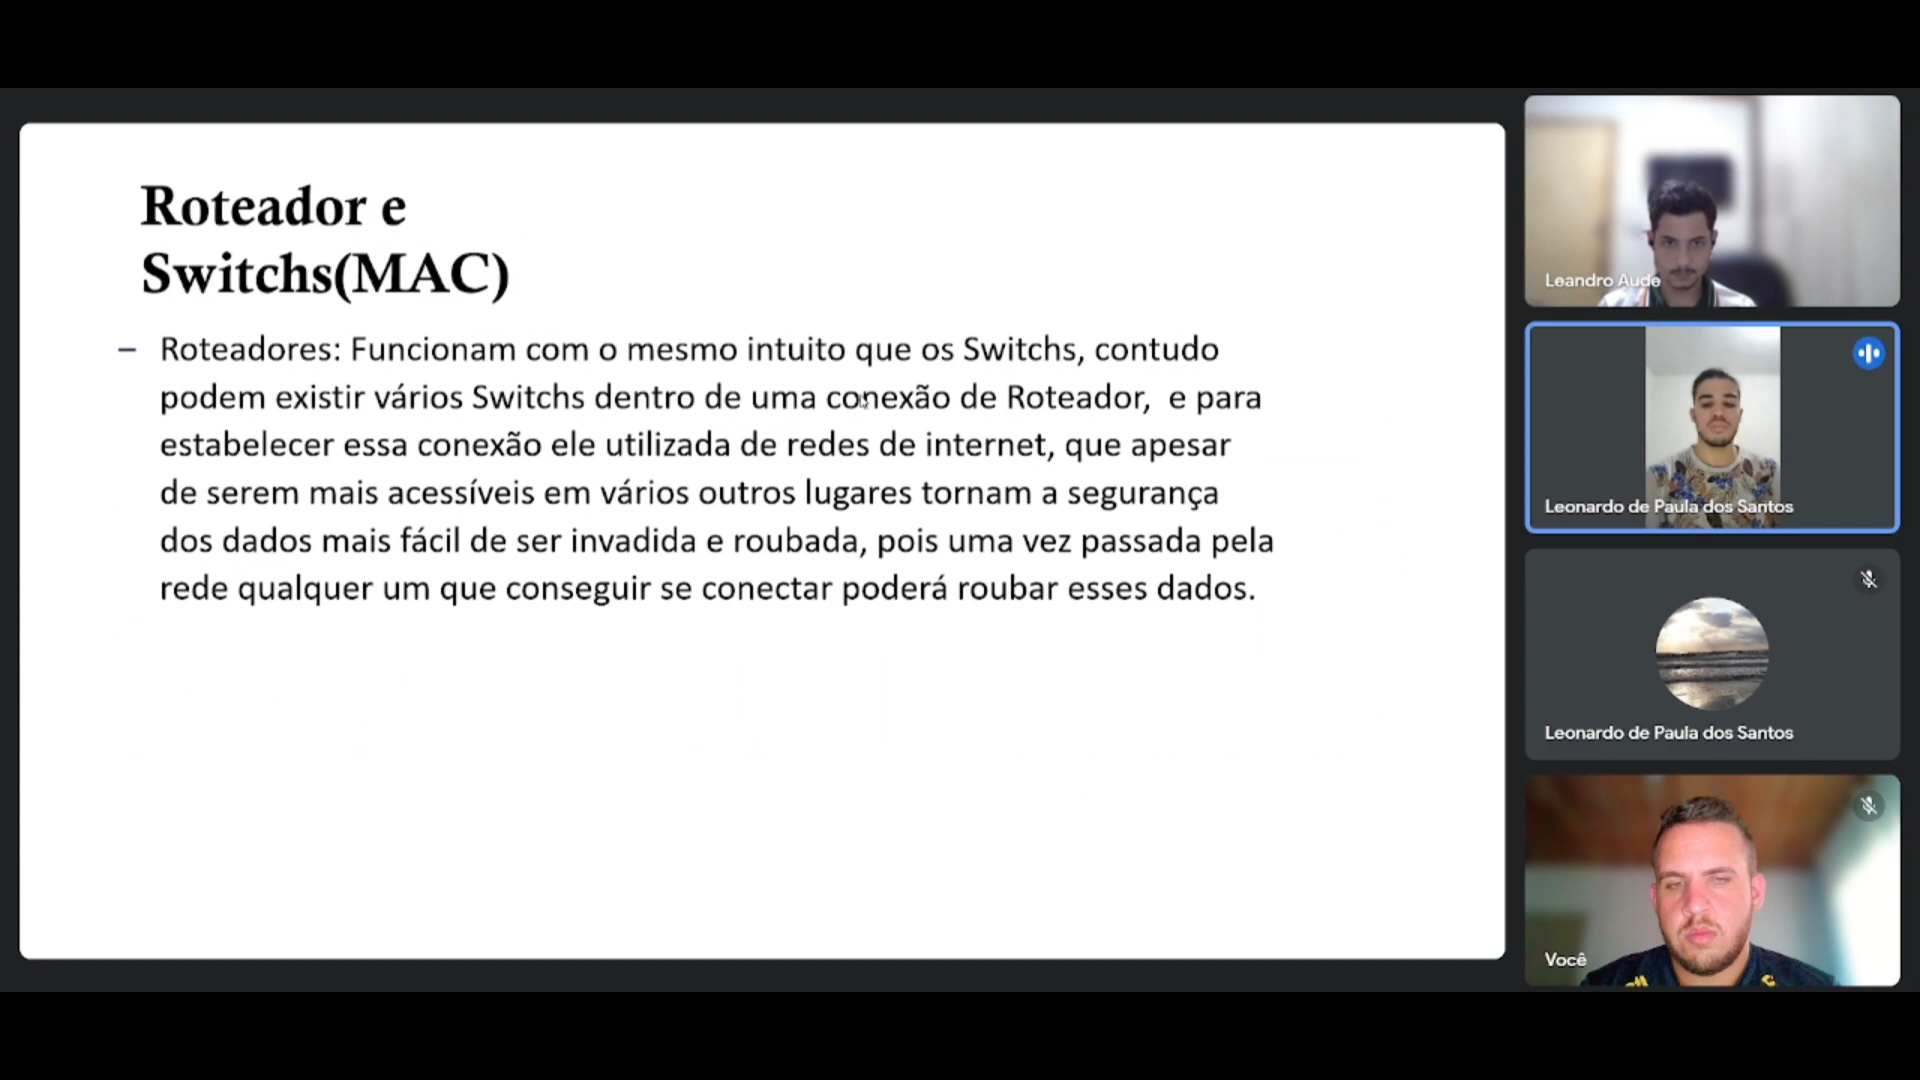 Roteador e
Switchs(MAC)
– Roteadores: Funcionam com o mesmo intuito que os Switchs, contudo
podem existir vários Switchs dentro de uma conexão de Roteador, e para
estabelecer essa conexão ele utilizada de redes de internet, que apesar
de serem mais acessíveis em vários outros lugares tornam a segurança
dos dados mais fácil de ser invadida e roubada, pois uma vez passada pela
rede qualquer um que conseguir se conectar poderá roubar esses dados.
Leandro Aude
Leonardo de Paula dos Santos
Leonardo de Paula dos Santos
Você